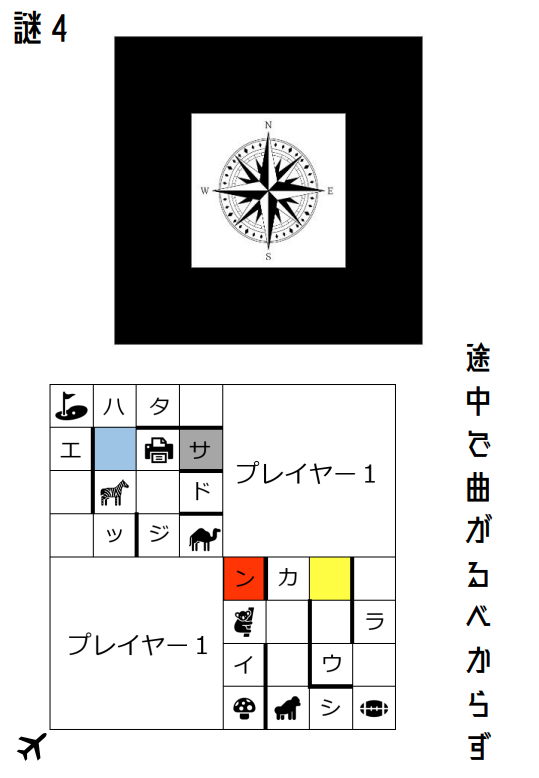 謎4
N
W E
S
途中で曲がるべからず
ハ タ
エ サ
プレイヤー1
ド
ッ ジ
ン カ
ラ
プレイヤー1
イ ウ
シ